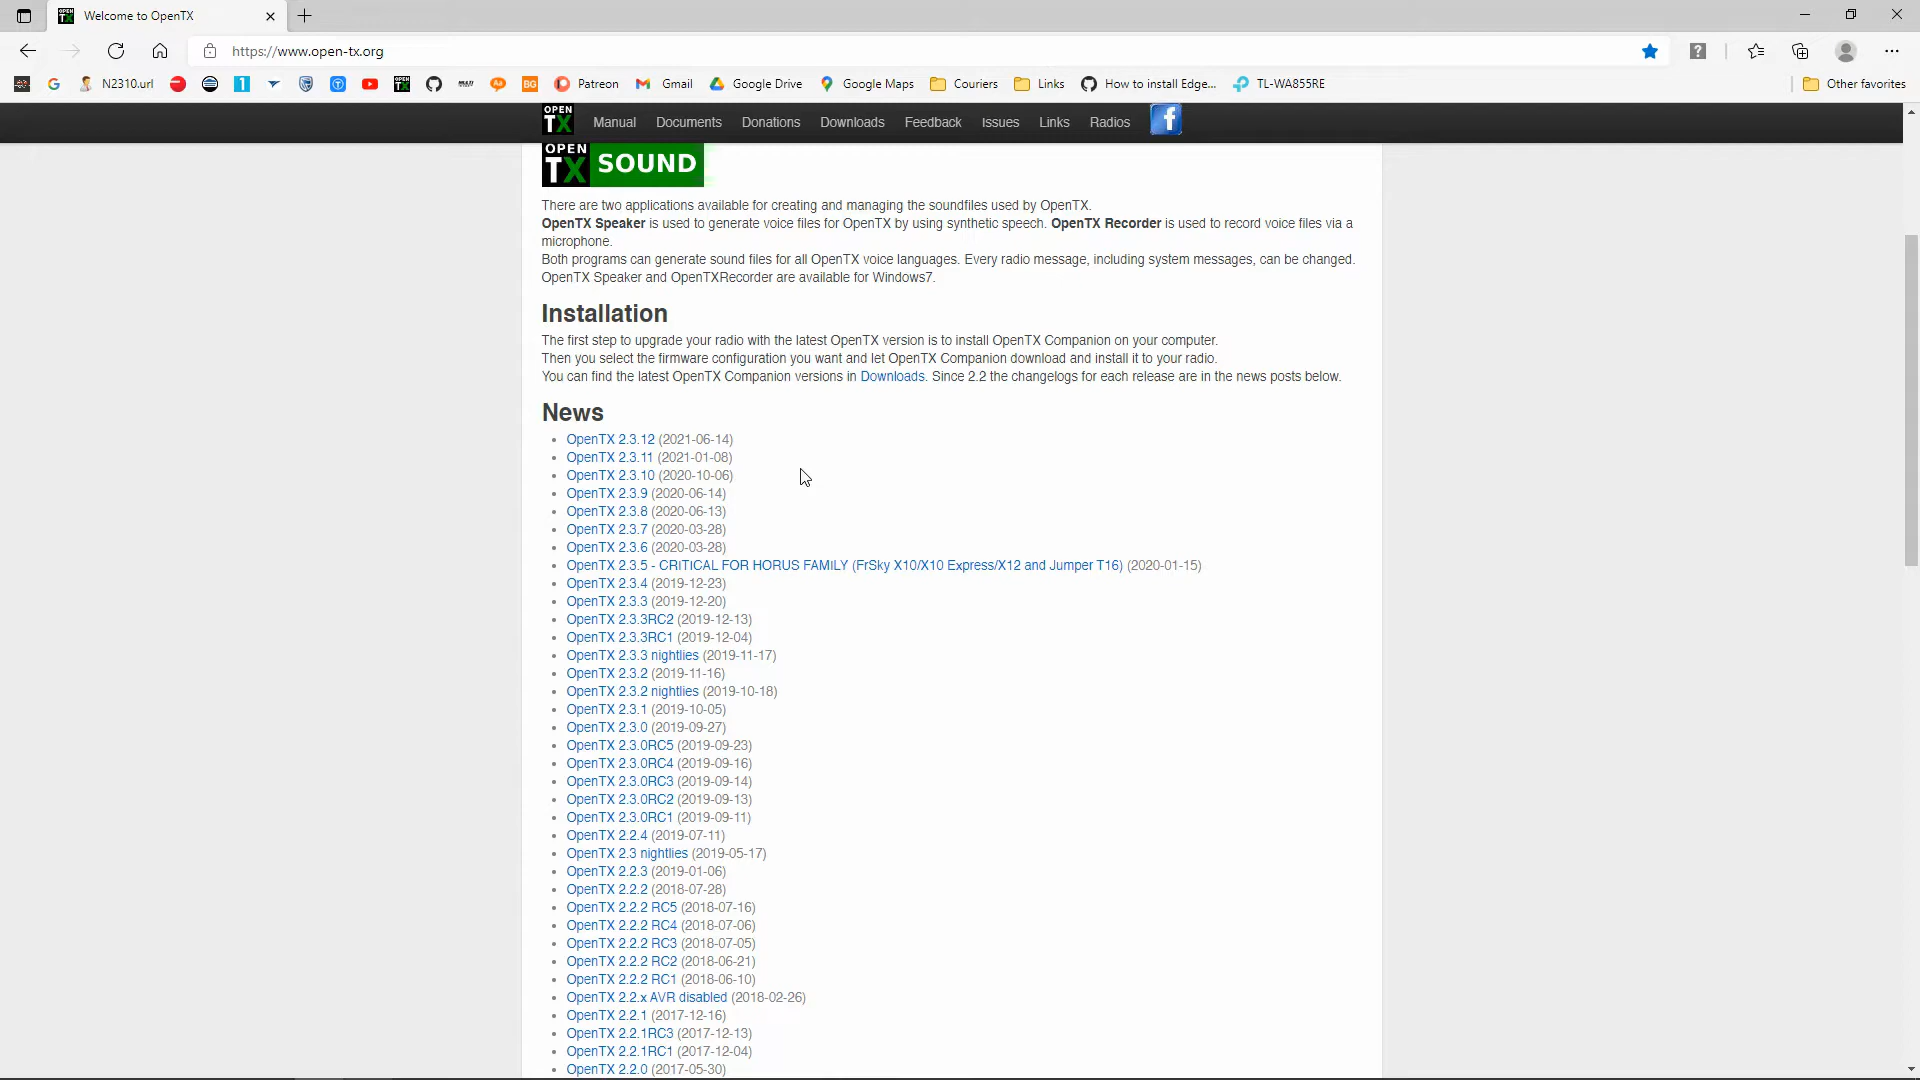 Welcome to OpenTX
https://www.open-tx.org
N2310.url
Patreon
Gmail
Google Drive
Google Maps
Couriers
Links
How to install Edge...
TL-WA855RE
Other favorites
OPEN TX
Manual
Documents
Donations
Downloads
Feedback
Issues
Links
Radios
OPEN TX SOUND
There are two applications available for creating and managing the soundfiles used by OpenTX.
OpenTX Speaker is used to generate voice files for OpenTX by using synthetic speech. OpenTX Recorder is used to record voice files via a
microphone.
Both programs can generate sound files for all OpenTX voice languages. Every radio message, including system messages, can be changed.
OpenTX Speaker and OpenTXRecorder are available for Windows7.
Installation
The first step to upgrade your radio with the latest OpenTX version is to install OpenTX Companion on your computer.
Then you select the firmware configuration you want and let OpenTX Companion download and install it to your radio.
You can find the latest OpenTX Companion versions in Downloads. Since 2.2 the changelogs for each release are in the news posts below.
News
OpenTX 2.3.12 (2021-06-14)
OpenTX 2.3.11 (2021-01-08)
OpenTX 2.3.10 (2020-10-06)
OpenTX 2.3.9 (2020-06-14)
OpenTX 2.3.8 (2020-06-13)
OpenTX 2.3.7 (2020-03-28)
OpenTX 2.3.6 (2020-03-28)
OpenTX 2.3.5 - CRITICAL FOR HORUS FAMILY (FrSky X10/X10 Express/X12 and Jumper T16) (2020-01-15)
OpenTX 2.3.4 (2019-12-23)
OpenTX 2.3.3 (2019-12-20)
OpenTX 2.3.3RC2 (2019-12-13)
OpenTX 2.3.3RC1 (2019-12-04)
OpenTX 2.3.3 nightlies (2019-11-17)
OpenTX 2.3.2 (2019-11-16)
OpenTX 2.3.2 nightlies (2019-10-18)
OpenTX 2.3.1 (2019-10-05)
OpenTX 2.3.0 (2019-09-27)
OpenTX 2.3.0RC5 (2019-09-23)
OpenTX 2.3.0RC4 (2019-09-16)
OpenTX 2.3.0RC3 (2019-09-14)
OpenTX 2.3.0RC2 (2019-09-13)
OpenTX 2.3.0RC1 (2019-09-11)
OpenTX 2.2.4 (2019-07-11)
OpenTX 2.3 nightlies (2019-05-17)
OpenTX 2.2.3 (2019-01-06)
OpenTX 2.2.2 (2018-07-28)
OpenTX 2.2.2 RC5 (2018-07-16)
OpenTX 2.2.2 RC4 (2018-07-06)
OpenTX 2.2.2 RC3 (2018-07-05)
OpenTX 2.2.2 RC2 (2018-06-21)
OpenTX 2.2.2 RC1 (2018-06-10)
OpenTX 2.2.x AVR disabled (2018-02-26)
OpenTX 2.2.1 (2017-12-16)
OpenTX 2.2.1RC3 (2017-12-13)
OpenTX 2.2.1RC1 (2017-12-04)
OpenTX 2.2.0 (2017-05-30)